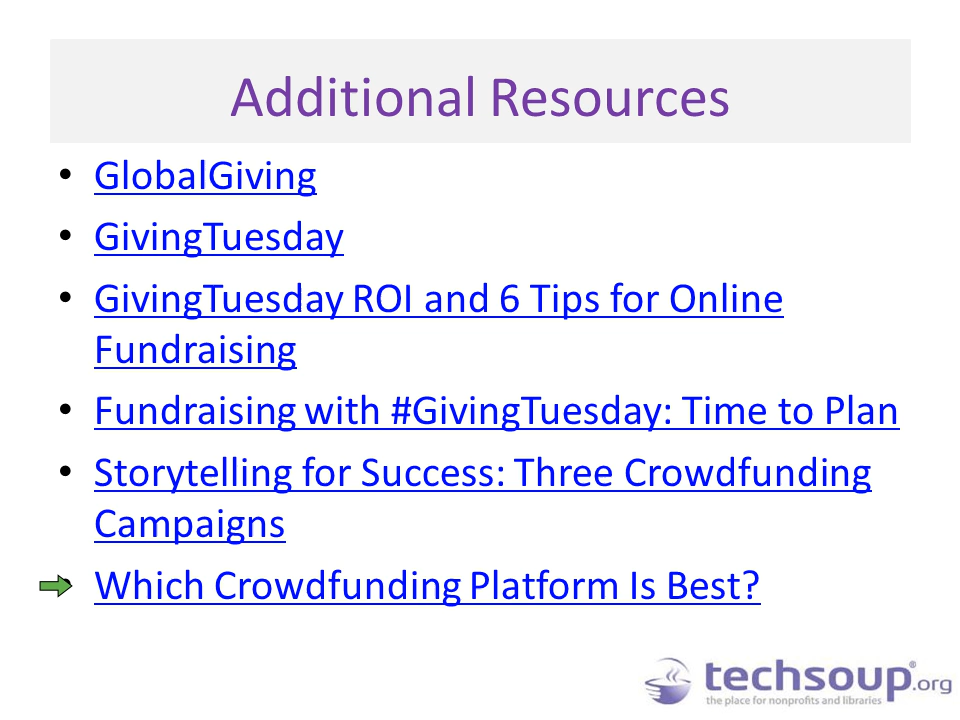 Additional Resources
• GlobalGiving
• GivingTuesday
• GivingTuesday ROI and 6 Tips for Online
Fundraising
• Fundraising with #GivingTuesday: Time to Plan
• Storytelling for Success: Three Crowdfunding
Campaigns
• Which Crowdfunding Platform Is Best?
techsoup®.org
the place for nonprofits and libraries